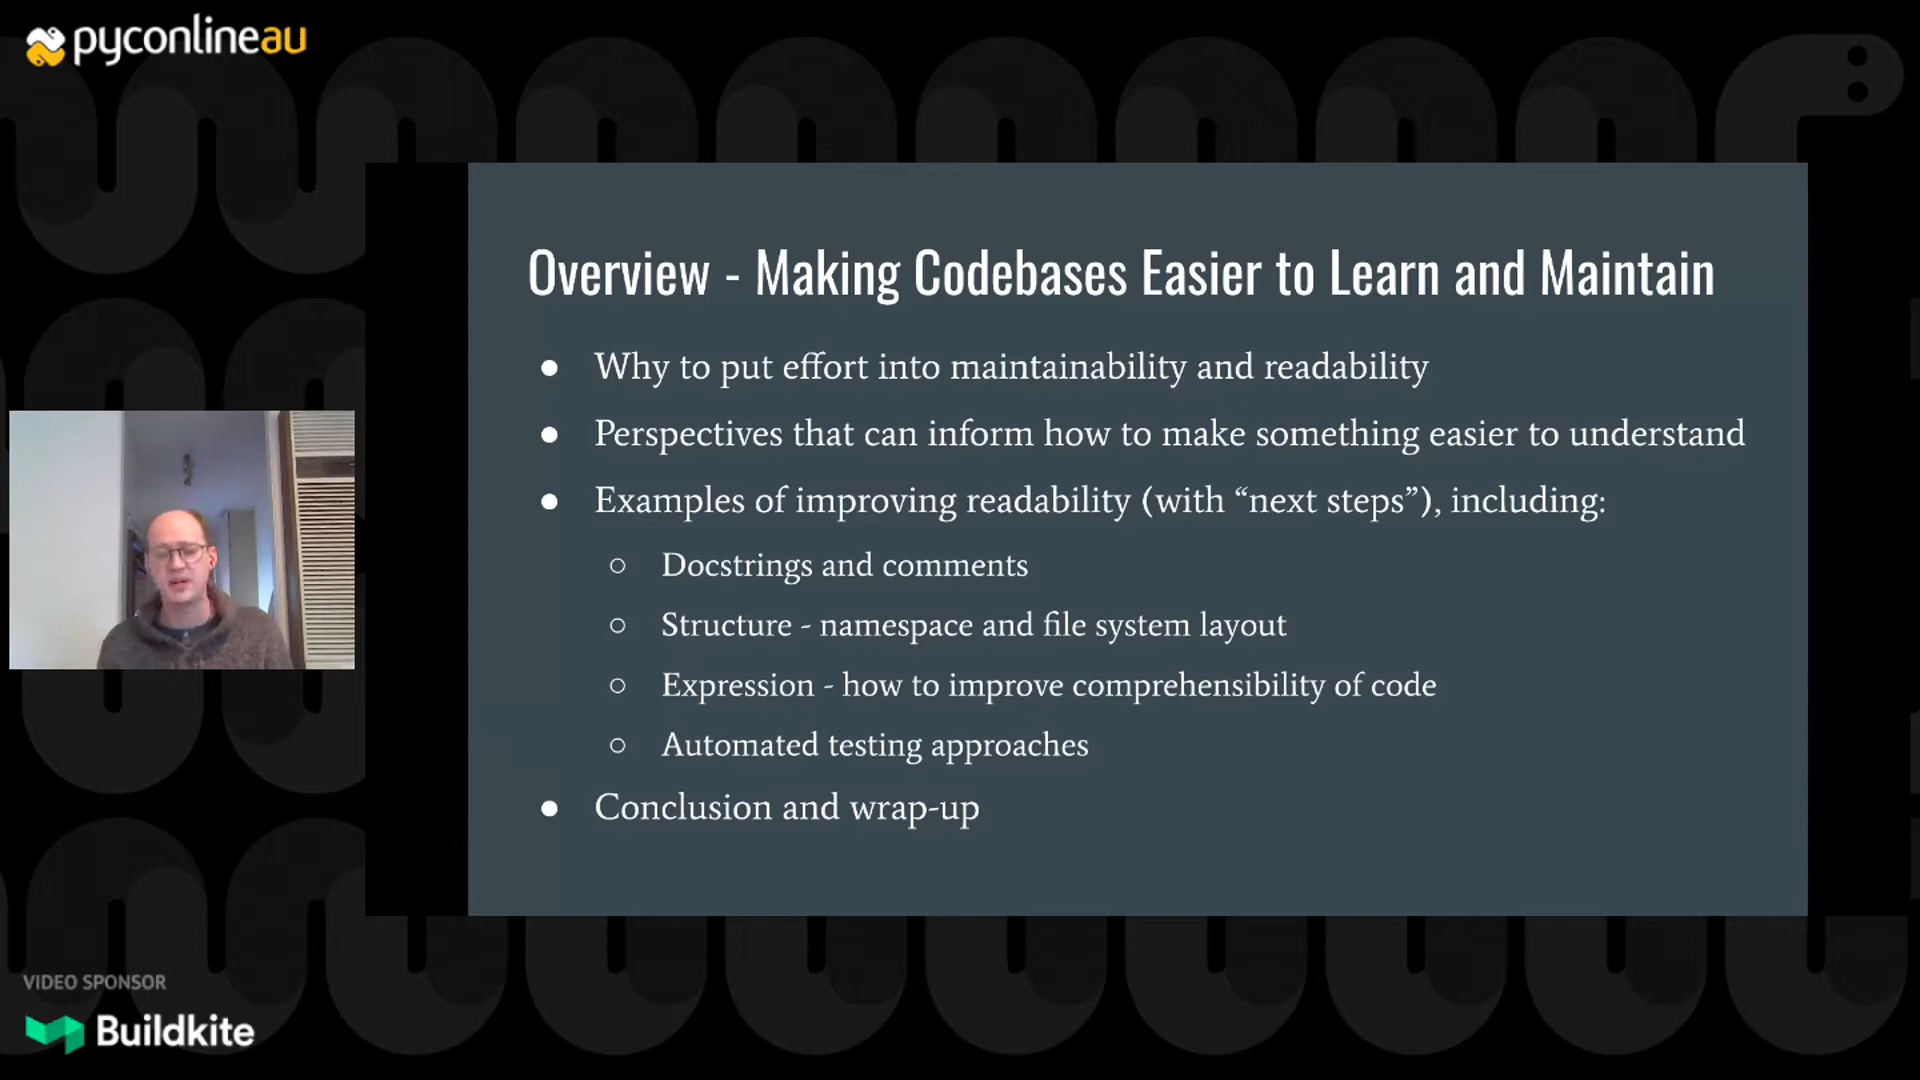 pyconlineau
Overview - Making Codebases Easier to Learn and Maintain
● Why to put effort into maintainability and readability
● Perspectives that can inform how to make something easier to understand
● Examples of improving readability (with “next steps”), including:
○ Docstrings and comments
○ Structure - namespace and file system layout
○ Expression - how to improve comprehensibility of code
○ Automated testing approaches
● Conclusion and wrap-up
VIDEO SPONSOR
Buildkite